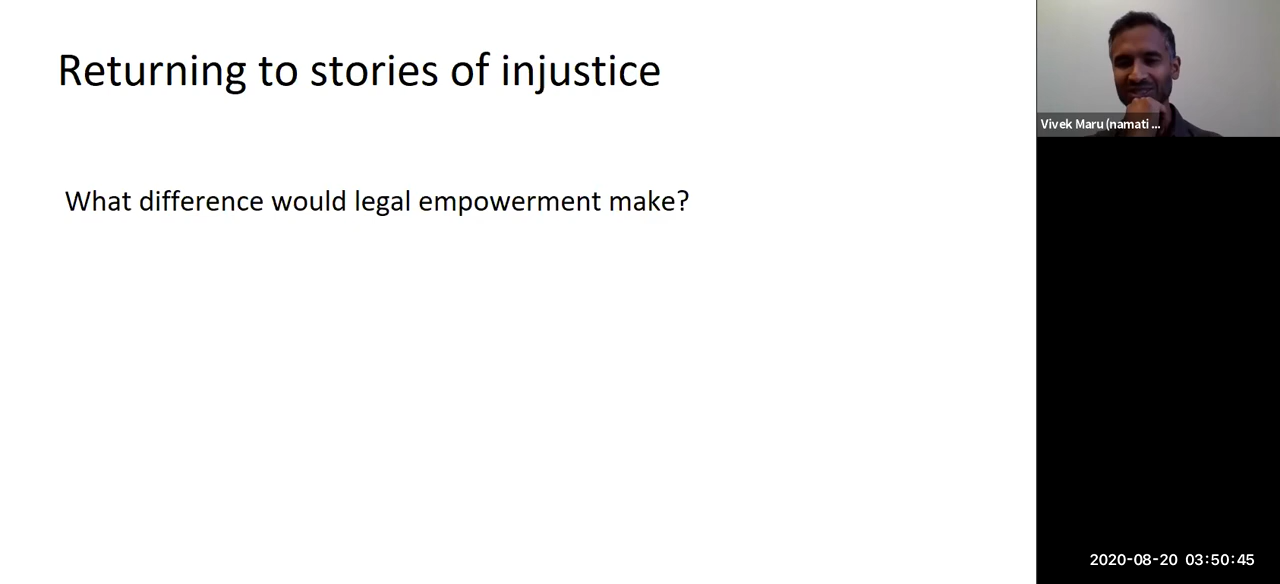 Returning to stories of injustice
What difference would legal empowerment make?
Vivek Maru (namati ...
2020-08-20 03:50:45